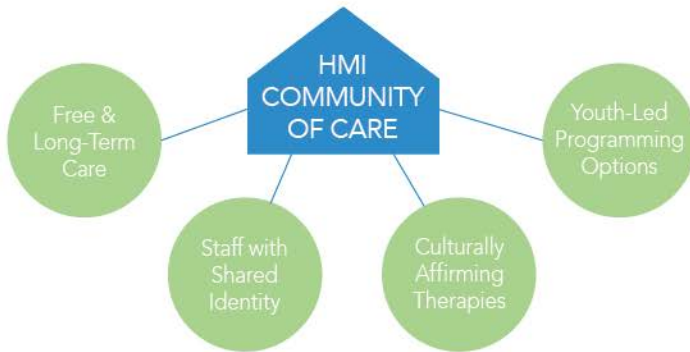 HMI
COMMUNITY
OF CARE
Free &
Long-Term
Care
Staff with
Shared
Identity
Culturally
Affirming
Therapies
Youth-Led
Programming
Options